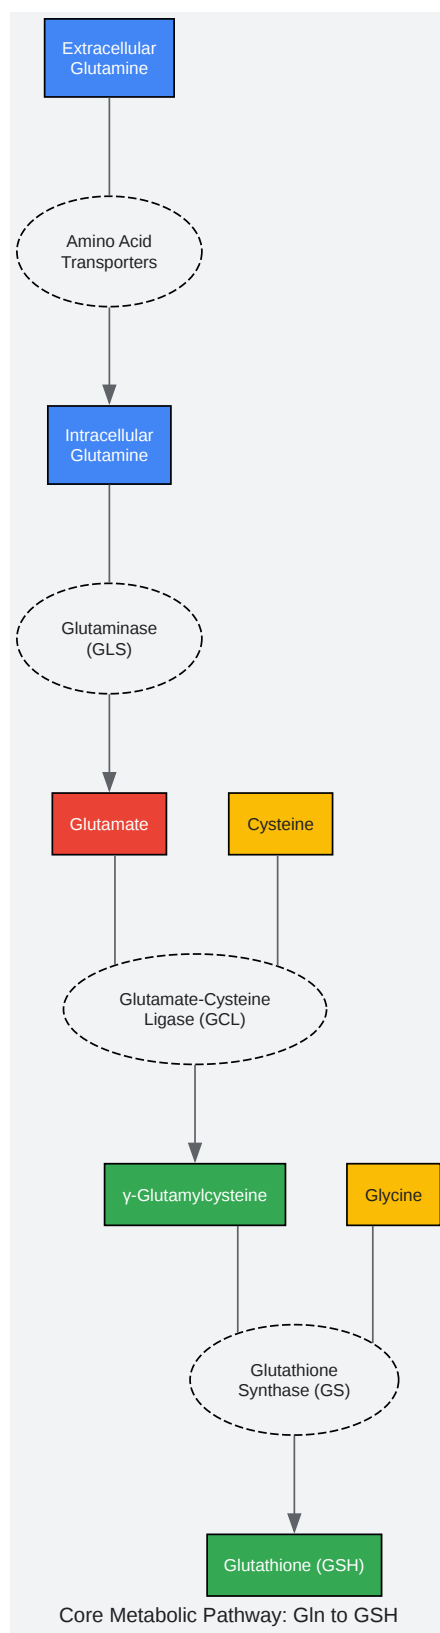 Extracellular
Glutamine
Amino Acid
Transporters
Intracellular
Glutamine
Glutaminase
(GLS)
Glutamate
Cysteine
Glutamate-Cysteine
Ligase (GCL)
γ-Glutamylcysteine
Glycine
Glutathione
Synthase (GS)
Glutathione (GSH)
Core Metabolic Pathway: Gln to GSH